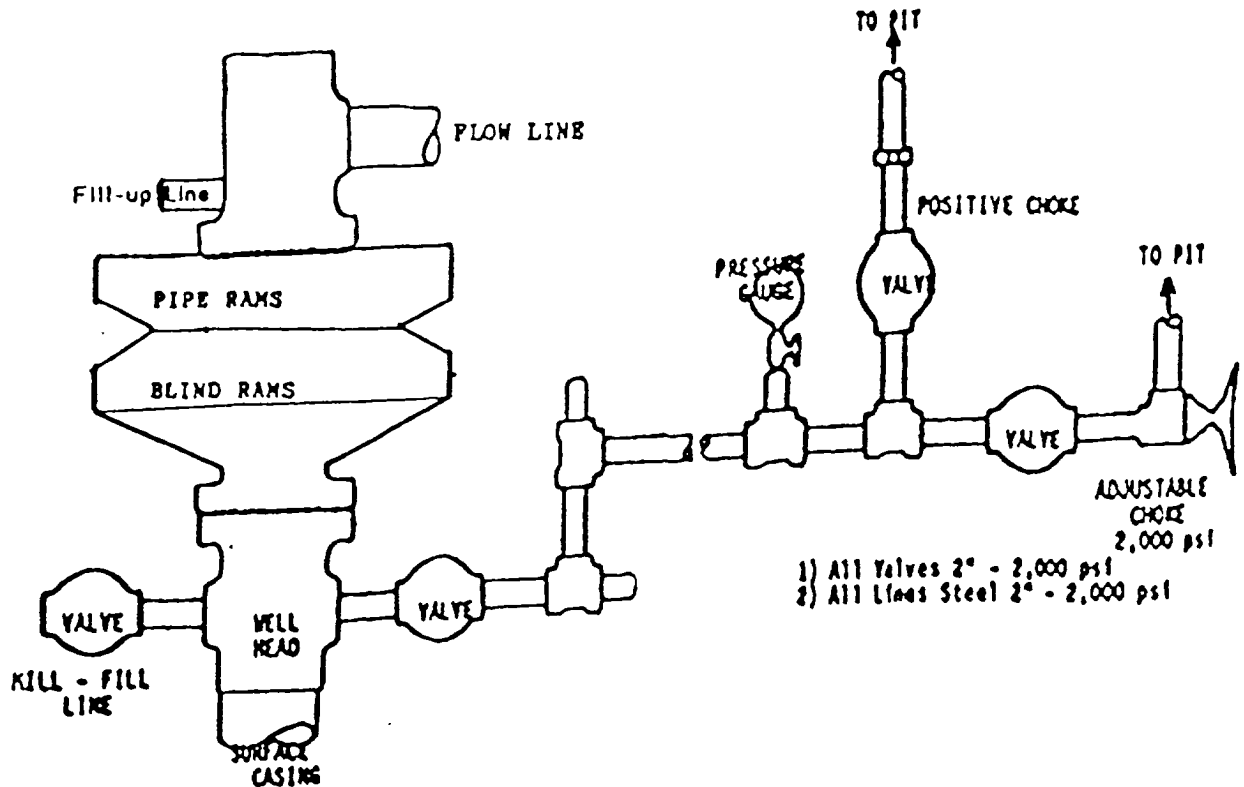 TO PIT
FLOW LINE
Fill-up Line
POSITIVE CHOKE
PRESSURE
GAUGE
VALVE
TO PIT
PIPE RAMS
BLIND RAMS
VALVE
ADJUSTABLE
CHOKE
2,000 psi
1) All Valves 2" - 2,000 psi
2) All Lines Steel 2" - 2,000 psi
VALVE
WELL
HEAD
VALVE
KILL - FILL
LINE
SURFACE
CASING